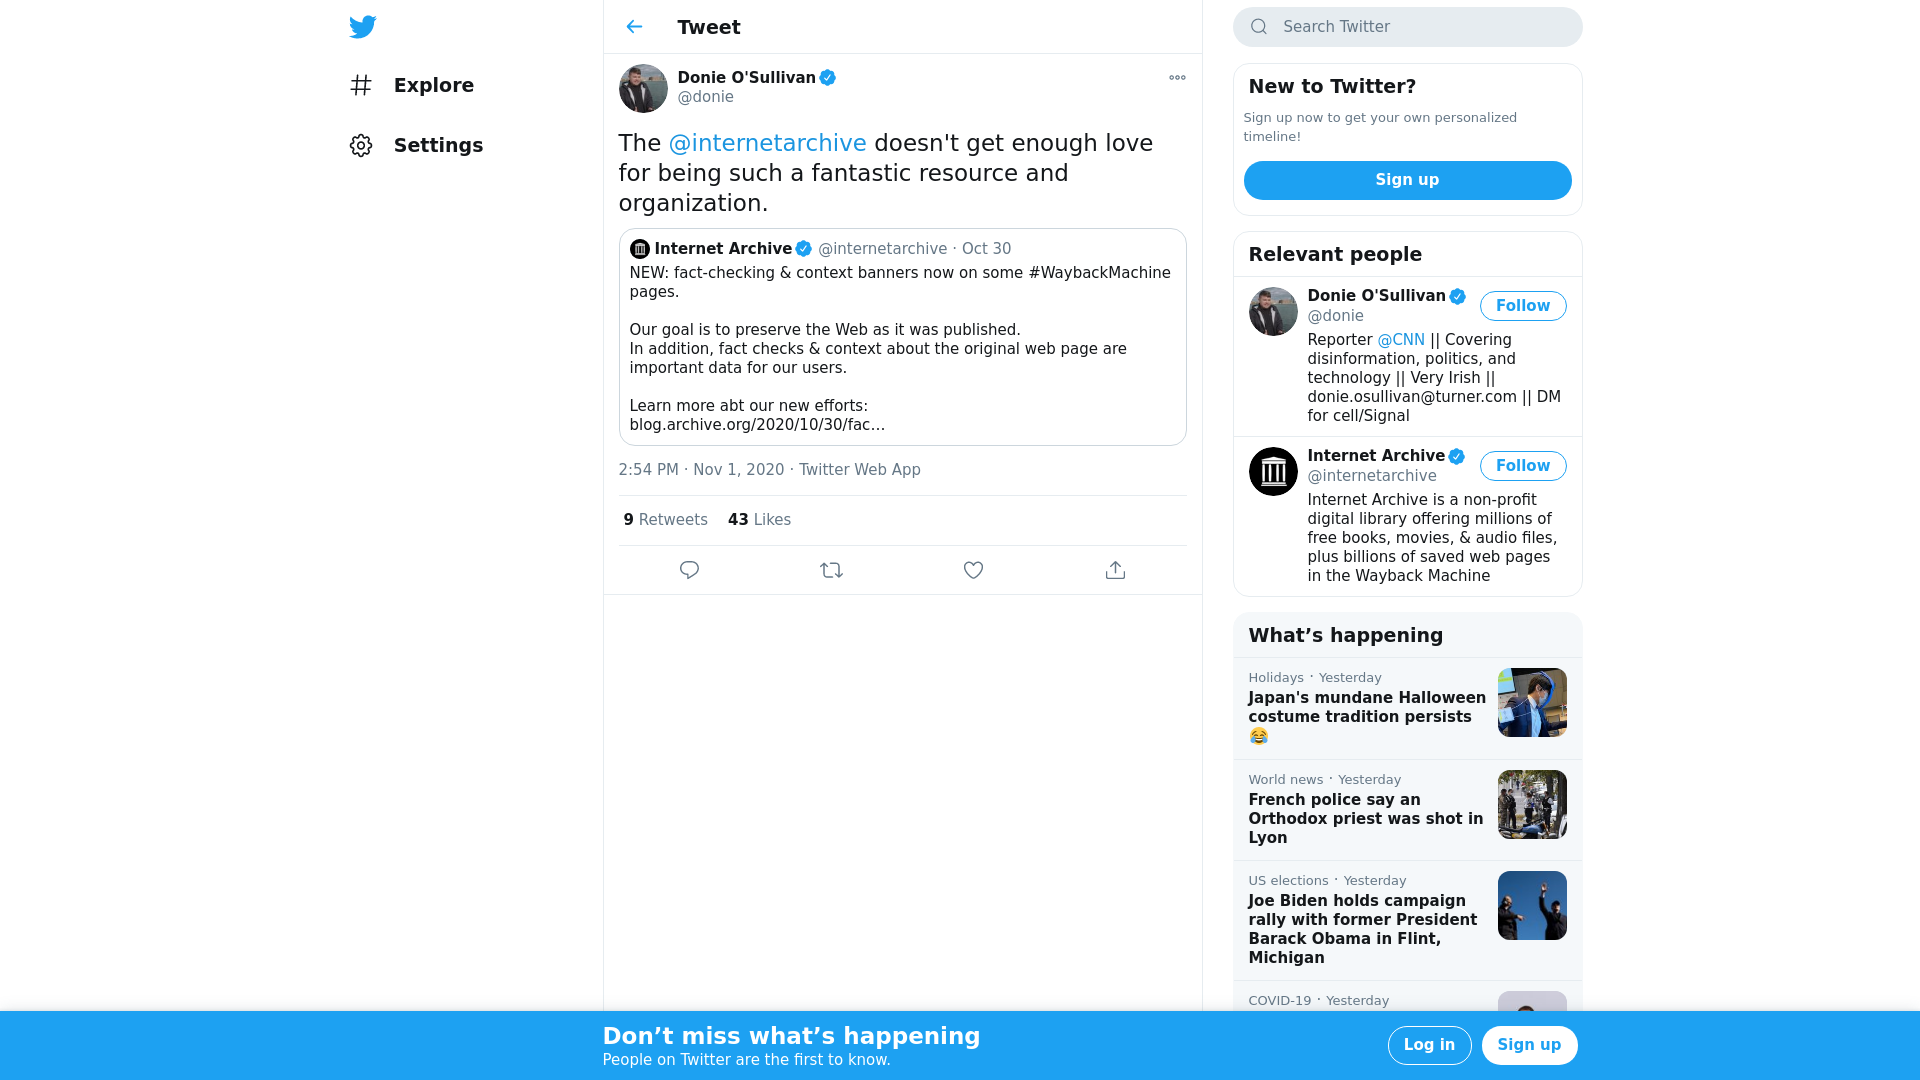 Explore
Settings
Tweet
Donie O'Sullivan
@donie
The @internetarchive doesn't get enough love
for being such a fantastic resource and
organization.
Internet Archive @internetarchive · Oct 30
NEW: fact-checking & context banners now on some #WaybackMachine
pages.
Our goal is to preserve the Web as it was published.
In addition, fact checks & context about the original web page are
important data for our users.
Learn more abt our new efforts:
blog.archive.org/2020/10/30/fac…
2:54 PM · Nov 1, 2020 · Twitter Web App
9 Retweets 43 Likes
Search Twitter
New to Twitter?
Sign up now to get your own personalized
timeline!
Sign up
Relevant people
Donie O'Sullivan
Follow
@donie
Reporter @CNN || Covering
disinformation, politics, and
technology || Very Irish ||
donie.osullivan@turner.com || DM
for cell/Signal
Internet Archive
Follow
@internetarchive
Internet Archive is a non-profit
digital library offering millions of
free books, movies, & audio files,
plus billions of saved web pages
in the Wayback Machine
What’s happening
Holidays · Yesterday
Japan's mundane Halloween
costume tradition persists
😂
World news · Yesterday
French police say an
Orthodox priest was shot in
Lyon
US elections · Yesterday
Joe Biden holds campaign
rally with former President
Barack Obama in Flint,
Michigan
COVID-19 · Yesterday
Don’t miss what’s happening
People on Twitter are the first to know.
Log in
Sign up